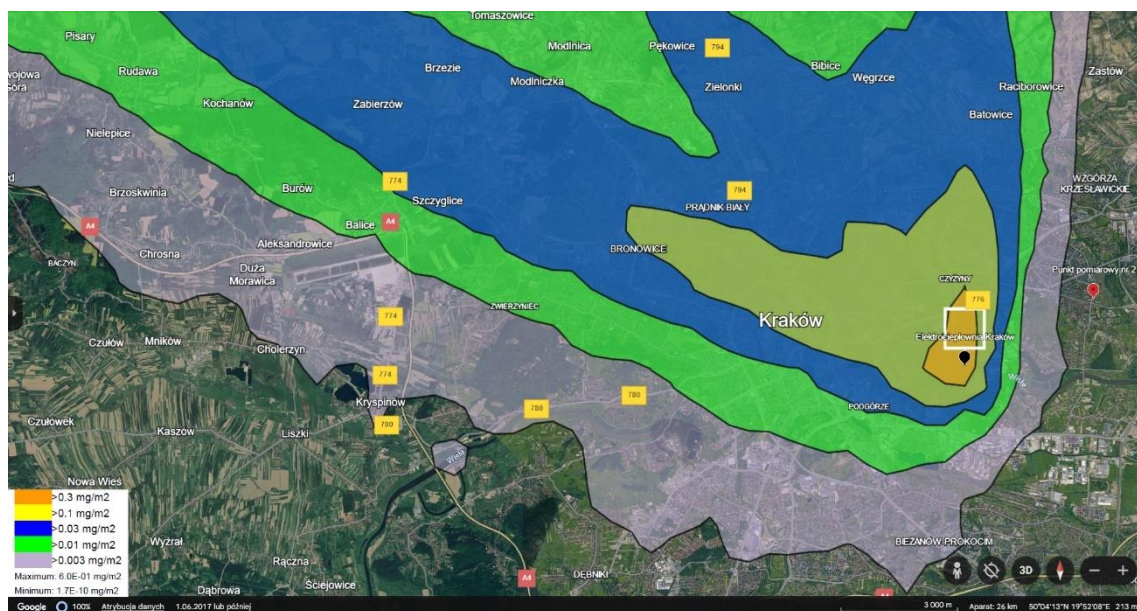 Tomaszowice
Pisary
Modlnica
Pękowice
794
Bibice
Rudawa
Brzezie
Modlniczka
Zielonki
Węgrzce
Zastów
Góra
Kochanów
Zabierzów
Raciborowice
Batowice
Nielepice
WZGÓRZA
KRZESŁAWICKIE
Brzoskwinia
Burów
774
Szczyglice
794
PRĄDNIK BIAŁY
A4
Balice
A4
Aleksandrowice
BRONOWICE
Chrosna
BACZYN
Duża
Morawica
CZYŻYNY
Punkt pomiarowy nr 2
ZWIERZYNIEC
776
774
Kraków
Elektrociepłownia Kraków
Czułów
Mników
Cholerzyn
774
Wisła
Kryspinów
780
780
PODGÓRZE
Czułówek
Kaszów
Liszki
780
Wisła
Nowa Wieś
>0.3 mg/m2
>0.1 mg/m2
>0.03 mg/m2
>0.01 mg/m2
>0.003 mg/m2
Maximum: 6.0E-01 mg/m2
Minimum: 1.7E-10 mg/m2
Wyźrał
Rączna
Dąbrowa
Ściejowice
A4
DĘBNIKI
BIEŻANÓW-PROKOCIM
A4
3D
Google 100% Atrybucja danych 1.06.2017 lub później 3 000 m Aparat: 26 km 50°04'13"N 19°52'08"E 213 m